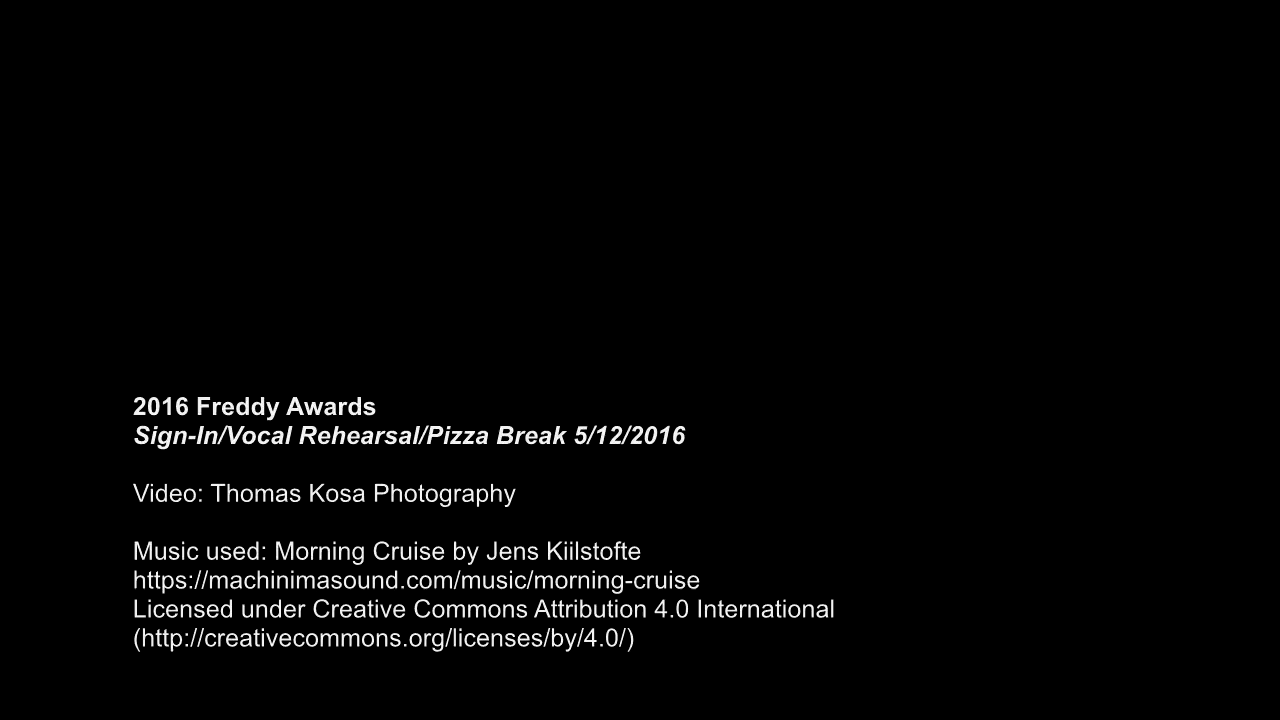 2016 Freddy Awards
Sign-In/Vocal Rehearsal/Pizza Break 5/12/2016
Video: Thomas Kosa Photography
Music used: Morning Cruise by Jens Kiilstofte
https://machinimasound.com/music/morning-cruise
Licensed under Creative Commons Attribution 4.0 International
(http://creativecommons.org/licenses/by/4.0/)